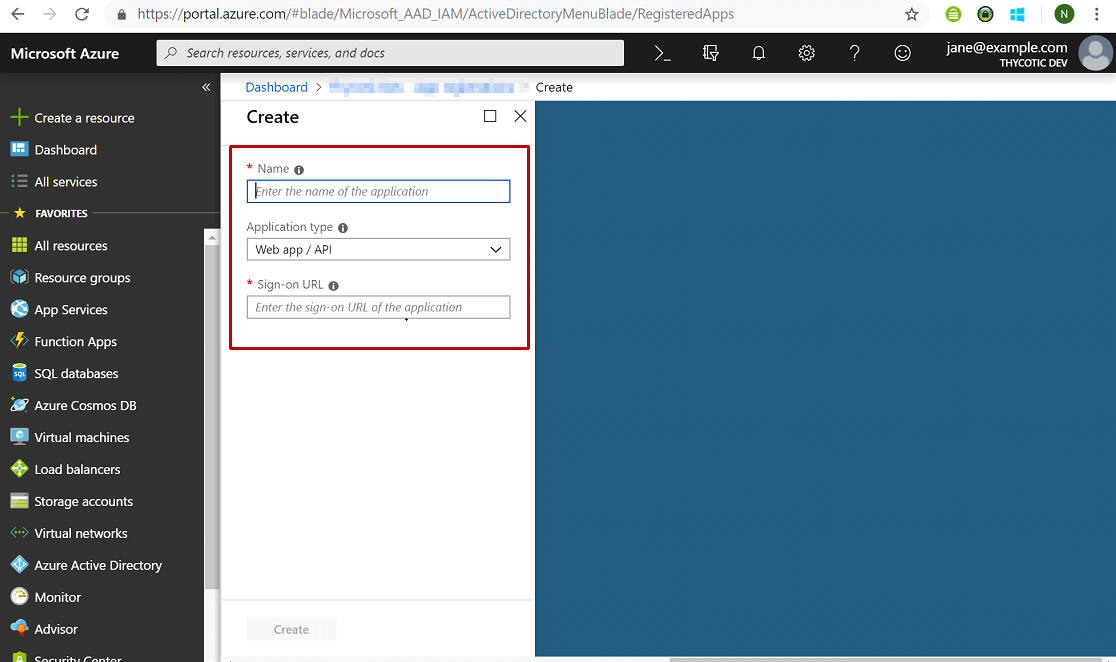 https://portal.azure.com/#blade/Microsoft_AAD_IAM/ActiveDirectoryMenuBlade/RegisteredApps
N
Microsoft Azure
Search resources, services, and docs
jane@example.com
THYCOTIC DEV
Dashboard > Create
Create a resource
Dashboard
All services
FAVORITES
All resources
Resource groups
App Services
Function Apps
SQL databases
Azure Cosmos DB
Virtual machines
Load balancers
Storage accounts
Virtual networks
Azure Active Directory
Monitor
Advisor
Security Center
Create
* Name
Enter the name of the application
Application type
Web app / API
* Sign-on URL
Enter the sign-on URL of the application
Create